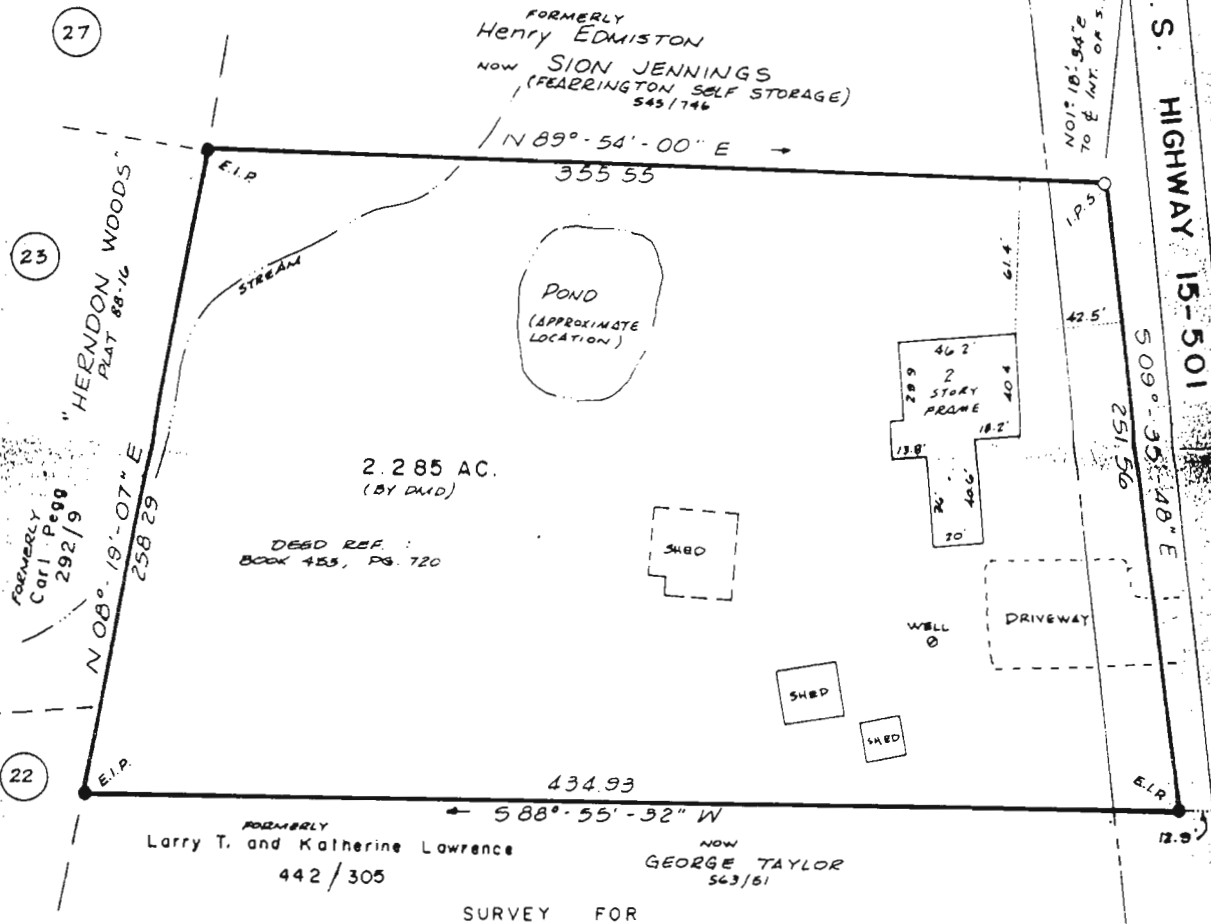 27
FORMERLY
Henry EDMISTON
NOW SION JENNINGS
(FEARRINGTON SELF STORAGE)
543/746
N01°-18'-34"E
TO ₵ INT. OF S.
.S. HIGHWAY 15-501
N 89°-54'-00" E
355.55
E.I.P.
I.P.S.
23
"HERNDON WOODS"
PLAT 88-16
STREAM
POND
(APPROXIMATE
LOCATION)
61.4'
42.5'
46.2'
29.9
2
STORY
FRAME
40.4
18.2'
13.8'
26'
40.6'
20'
S 09°-35'-48" E
251.56
2.285 AC.
(BY DMD)
DEED REF.:
BOOK 453, PG. 720
FORMERLY
Carl Pegg
292/9
N 08°-19'-07" E
258.29
SHED
WELL
DRIVEWAY
SHED
SHED
22
E.I.P.
E.I.P.
434.93
S 88°-55'-32" W
12.9'
FORMERLY
Larry T. and Katherine Lawrence
442/305
NOW
GEORGE TAYLOR
563/61
SURVEY FOR